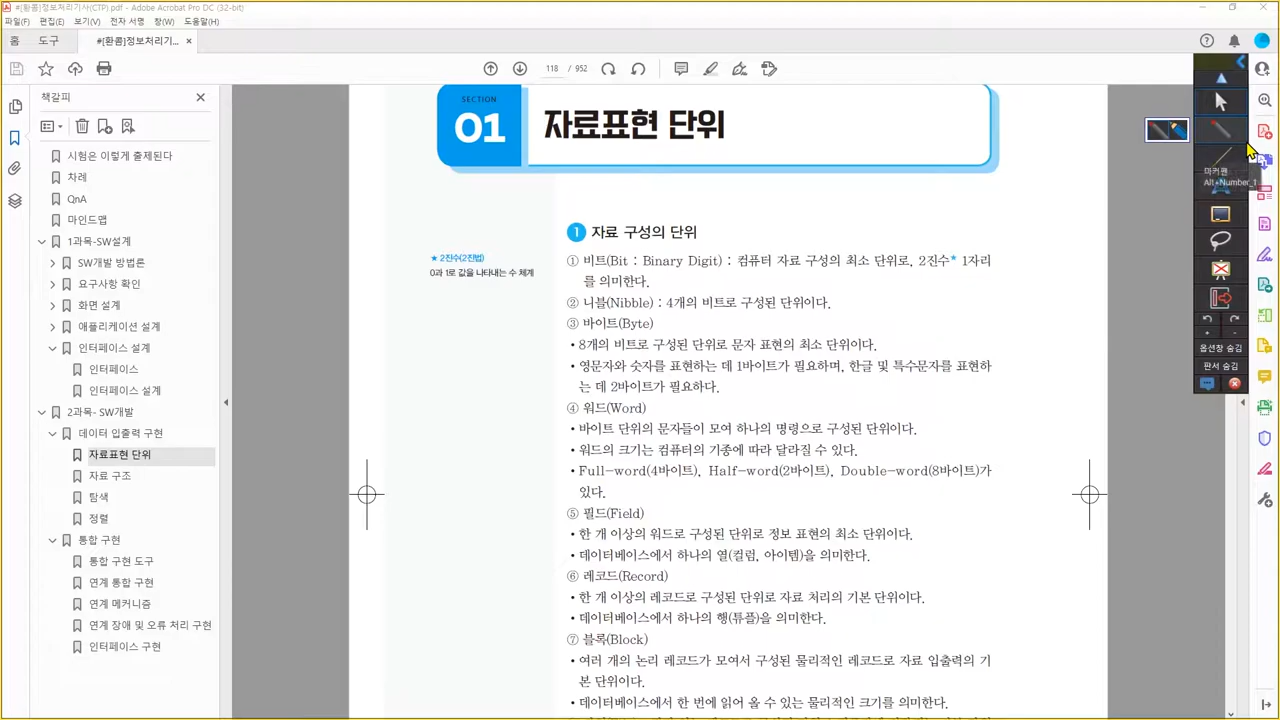 #[환콤]정보처리기사(CTP).pdf - Adobe Acrobat Pro DC (32-bit)
파일(F) 편집(E) 보기(V) 전자 서명 창(W) 도움말(H)
홈 도구 #[환콤]정보처리기... ×
118 / 952
책갈피
시험은 이렇게 출제된다
차례
QnA
마인드맵
1과목-SW설계
SW개발 방법론
요구사항 확인
화면 설계
애플리케이션 설계
인터페이스 설계
인터페이스
인터페이스 설계
2과목- SW개발
데이터 입출력 구현
자료표현 단위
자료 구조
탐색
정렬
통합 구현
통합 구현 도구
연계 통합 구현
연계 메커니즘
연계 장애 및 오류 처리 구현
인터페이스 구현
SECTION
01
자료표현 단위
★ 2진수(2진법)
0과 1로 값을 나타내는 수 체계
1 자료 구성의 단위
① 비트(Bit : Binary Digit) : 컴퓨터 자료 구성의 최소 단위로, 2진수★ 1자리
를 의미한다.
② 니블(Nibble) : 4개의 비트로 구성된 단위이다.
③ 바이트(Byte)
• 8개의 비트로 구성된 단위로 문자 표현의 최소 단위이다.
• 영문자와 숫자를 표현하는 데 1바이트가 필요하며, 한글 및 특수문자를 표현하
는 데 2바이트가 필요하다.
④ 워드(Word)
• 바이트 단위의 문자들이 모여 하나의 명령으로 구성된 단위이다.
• 워드의 크기는 컴퓨터의 기종에 따라 달라질 수 있다.
• Full-word(4바이트), Half-word(2바이트), Double-word(8바이트)가
있다.
⑤ 필드(Field)
• 한 개 이상의 워드로 구성된 단위로 정보 표현의 최소 단위이다.
• 데이터베이스에서 하나의 열(컬럼, 아이템)을 의미한다.
⑥ 레코드(Record)
• 한 개 이상의 레코드로 구성된 단위로 자료 처리의 기본 단위이다.
• 데이터베이스에서 하나의 행(튜플)을 의미한다.
⑦ 블록(Block)
• 여러 개의 논리 레코드가 모여서 구성된 물리적인 레코드로 자료 입출력의 기
본 단위이다.
• 데이터베이스에서 한 번에 읽어 올 수 있는 물리적인 크기를 의미한다.
마커펜
Alt+Number_1
옵션창 숨김
판서 숨김